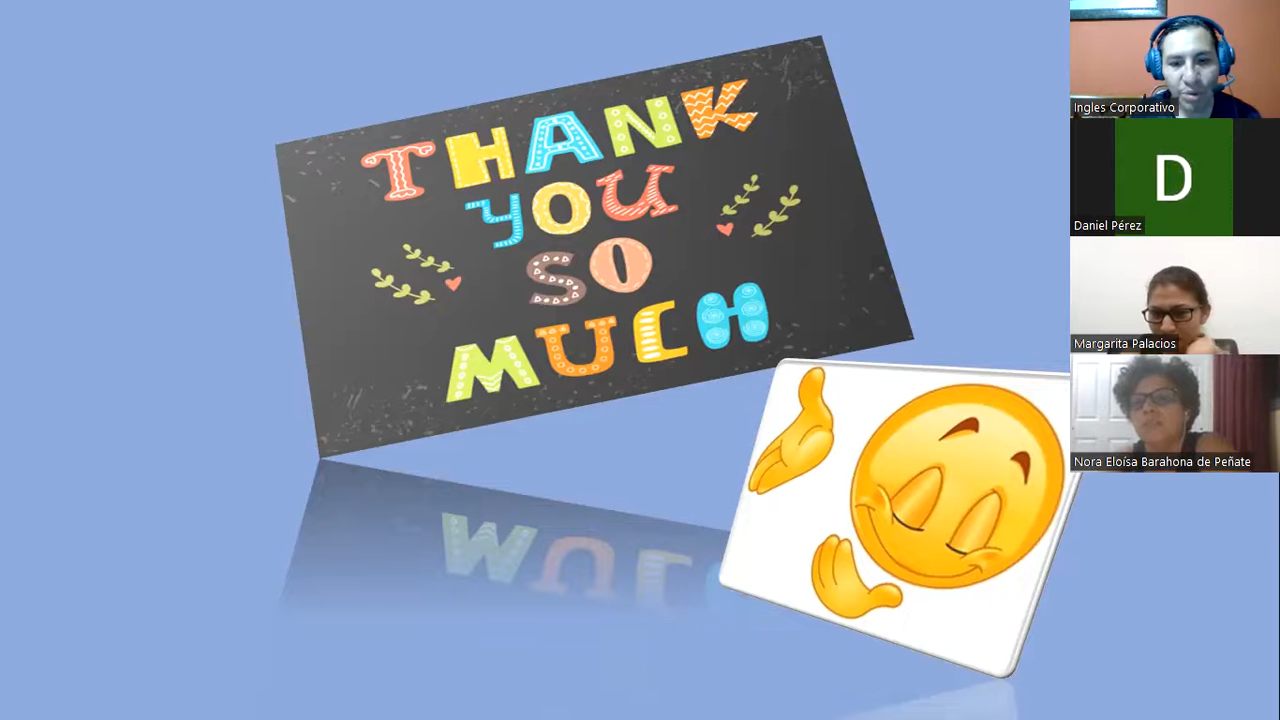 THANK
YOU
SO
MUCH
Ingles Corporativo
D
Daniel Pérez
Margarita Palacios
Nora Eloísa Barahona de Peñate